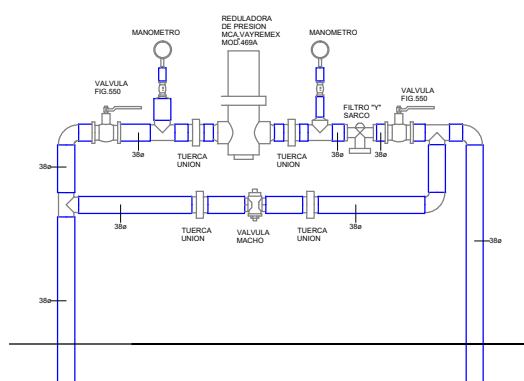 REDULADORA
DE PRESION
MCA,VAYREMEX
MOD.469A
MANOMETRO
MANOMETRO
VALVULA
FIG.550
VALVULA
FIG.550
FILTRO "Y"
SARCO
38ø
38ø
38ø
TUERCA
UNION
TUERCA
UNION
38ø
38ø
38ø
TUERCA
UNION
VALVULA
MACHO
TUERCA
UNION
38ø
38ø